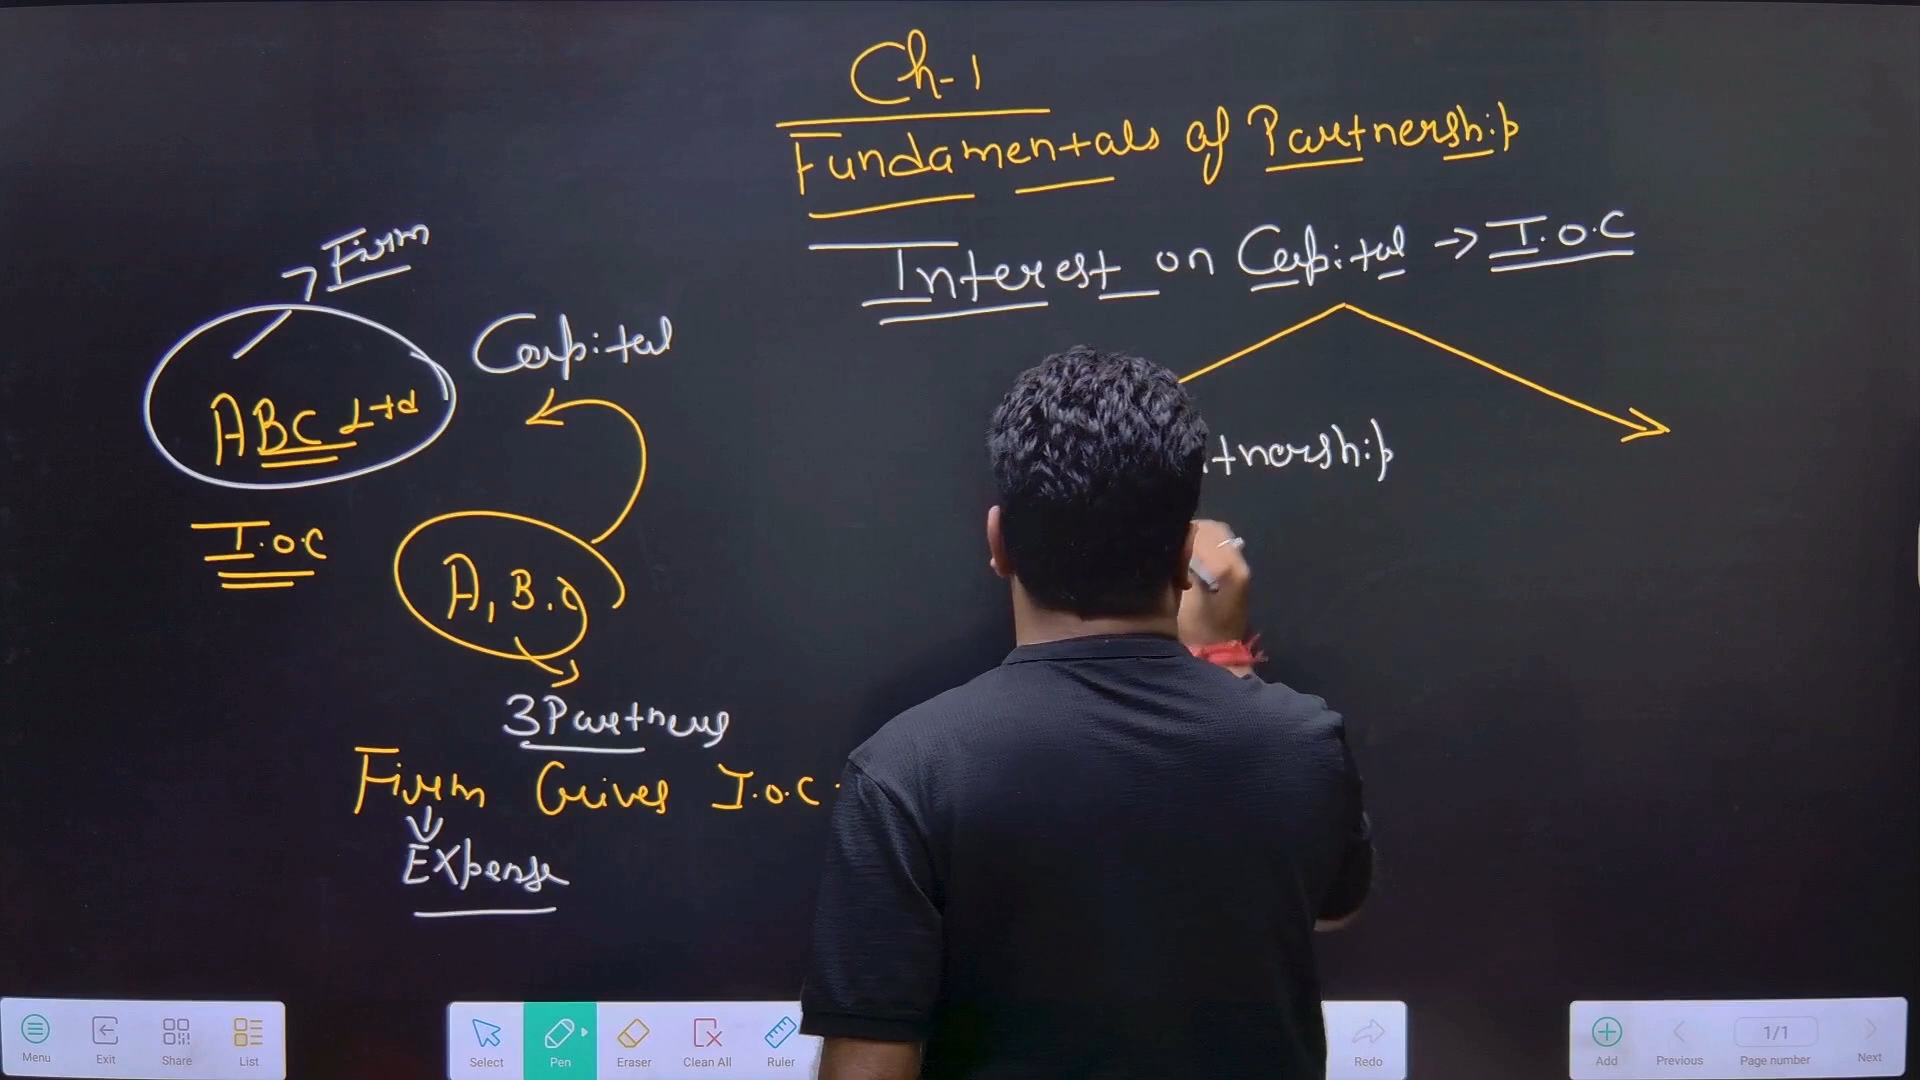 Ch-1
Fundamentals of Partnership
Interest on Capital → I.O.C
Firm
ABC Ltd
Capital
I.O.C
A, B,
3 Partners
Firm Gives I.O.C.
Expense
tnership
Menu
Exit
Share
List
Select
Pen
Eraser
Clean All
Ruler
Redo
Add
Previous
1/1
Page number
Next